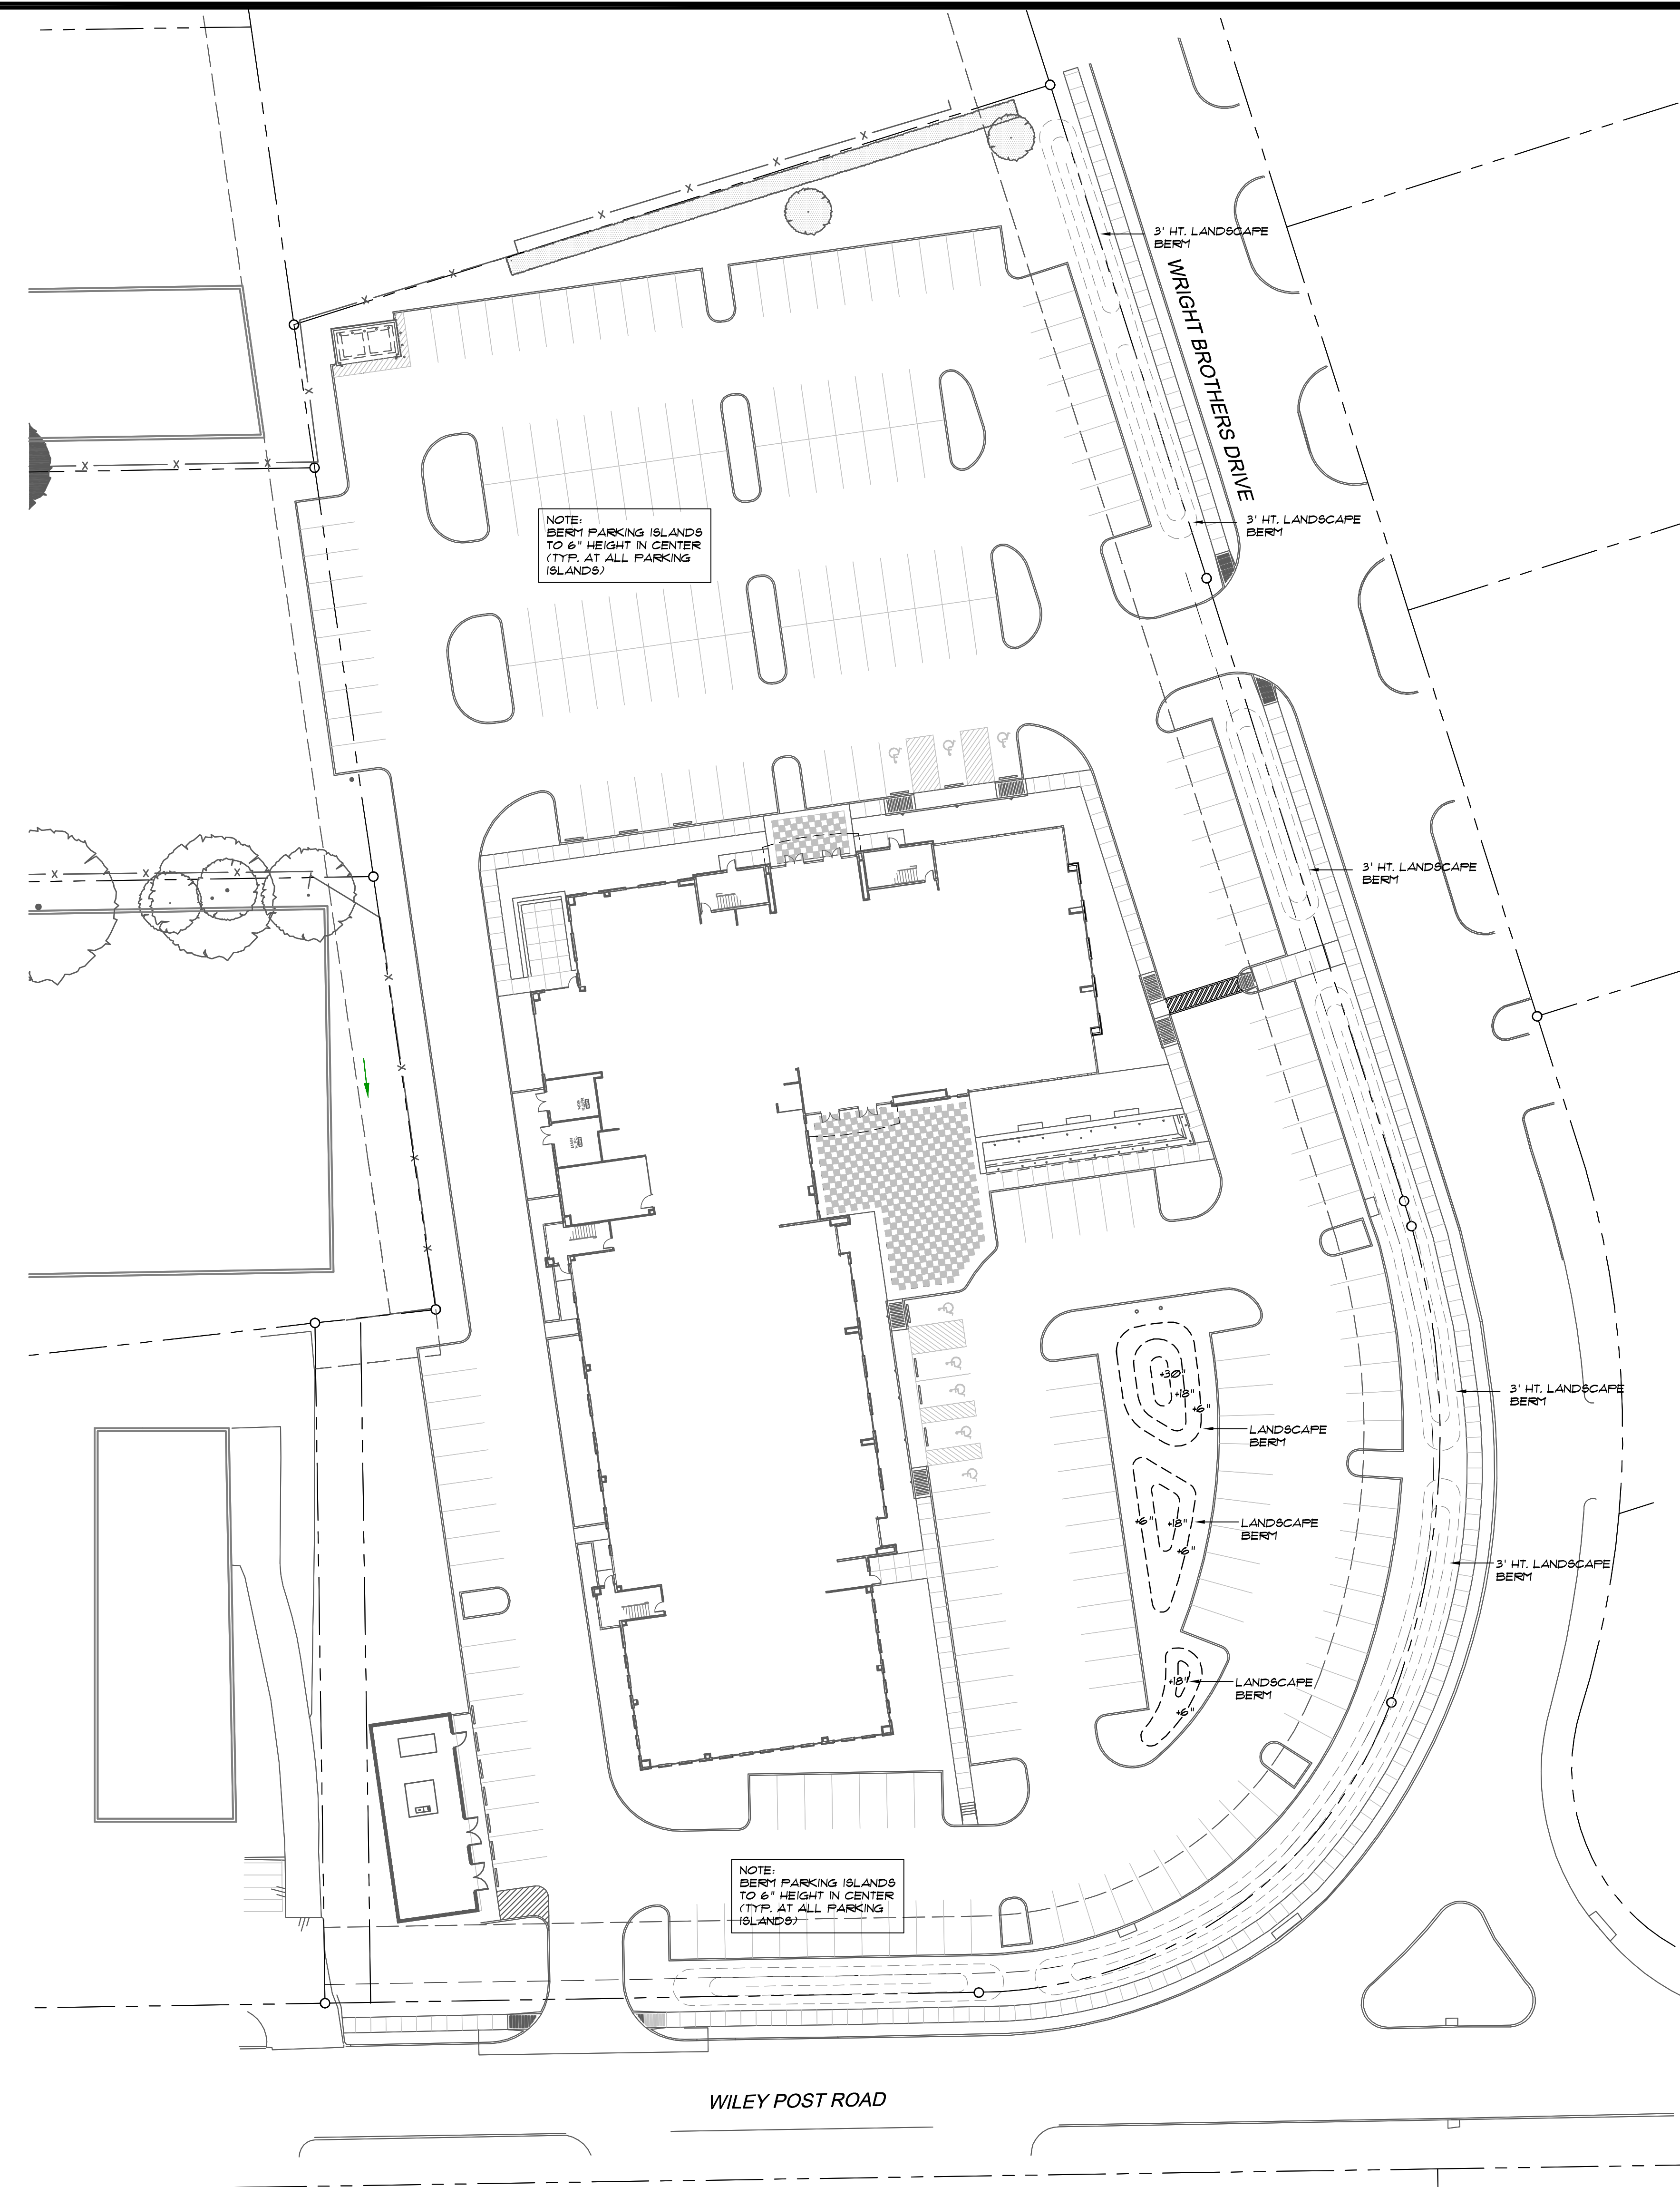 3' HT. LANDSCAPE
BERM
WRIGHT BROTHERS DRIVE
3' HT. LANDSCAPE
BERM
NOTE:
BERM PARKING ISLANDS
TO 6" HEIGHT IN CENTER
(TYP. AT ALL PARKING
ISLANDS)
3' HT. LANDSCAPE
BERM
+30"
+18"
+6"
3' HT. LANDSCAPE
BERM
LANDSCAPE
BERM
+6"
+18"
+6"
LANDSCAPE
BERM
3' HT. LANDSCAPE
BERM
+18"
+6"
LANDSCAPE
BERM
NOTE:
BERM PARKING ISLANDS
TO 6" HEIGHT IN CENTER
(TYP. AT ALL PARKING
ISLANDS)
WILEY POST ROAD